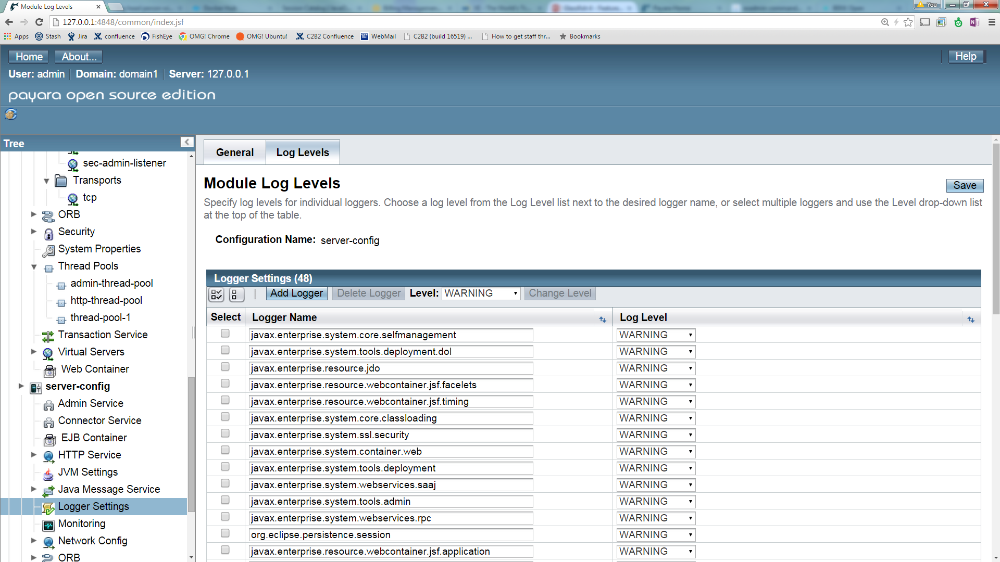 Module Log Levels
You
127.0.0.1:4848/common/index.jsf
Apps Stash Jira confluence FishEye OMG! Chrome OMG! Ubuntu! C2B2 Confluence WebMail C2B2 (build 16519) ... How to get staff thr... Bookmarks
Home About... Help
User: admin Domain: domain1 Server: 127.0.0.1
payara open source edition
Tree
sec-admin-listener
Transports
tcp
ORB
Security
System Properties
Thread Pools
admin-thread-pool
http-thread-pool
thread-pool-1
Transaction Service
Virtual Servers
Web Container
server-config
Admin Service
Connector Service
EJB Container
HTTP Service
JVM Settings
Java Message Service
Logger Settings
Monitoring
Network Config
ORB
General Log Levels
Module Log Levels
Save
Specify log levels for individual loggers. Choose a log level from the Log Level list next to the desired logger name, or select multiple loggers and use the Level drop-down list
at the top of the table.
Configuration Name: server-config
Logger Settings (48)
Add Logger Delete Logger Level: WARNING Change Level
Select Logger Name Log Level
javax.enterprise.system.core.selfmanagement WARNING
javax.enterprise.system.tools.deployment.dol WARNING
javax.enterprise.resource.jdo WARNING
javax.enterprise.resource.webcontainer.jsf.facelets WARNING
javax.enterprise.resource.webcontainer.jsf.timing WARNING
javax.enterprise.system.core.classloading WARNING
javax.enterprise.system.ssl.security WARNING
javax.enterprise.system.container.web WARNING
javax.enterprise.system.tools.deployment WARNING
javax.enterprise.system.webservices.saaj WARNING
javax.enterprise.system.tools.admin WARNING
javax.enterprise.system.webservices.rpc WARNING
org.eclipse.persistence.session WARNING
javax.enterprise.resource.webcontainer.jsf.application WARNING